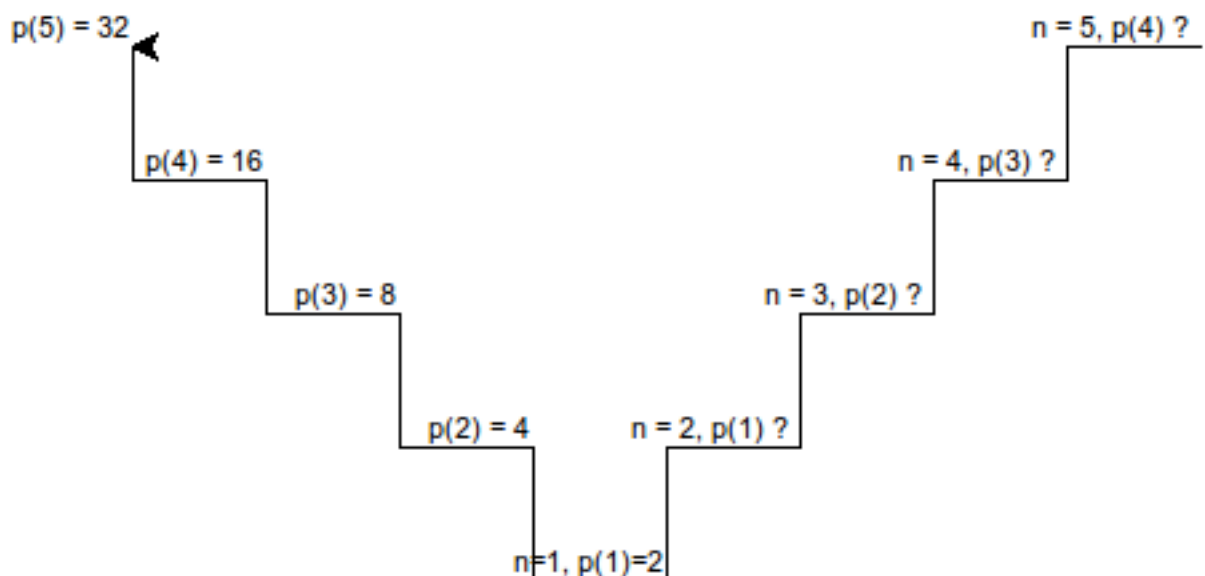 p(5) = 32
n = 5, p(4) ?
p(4) = 16
n = 4, p(3) ?
p(3) = 8
n = 3, p(2) ?
p(2) = 4
n = 2, p(1) ?
n=1, p(1)=2